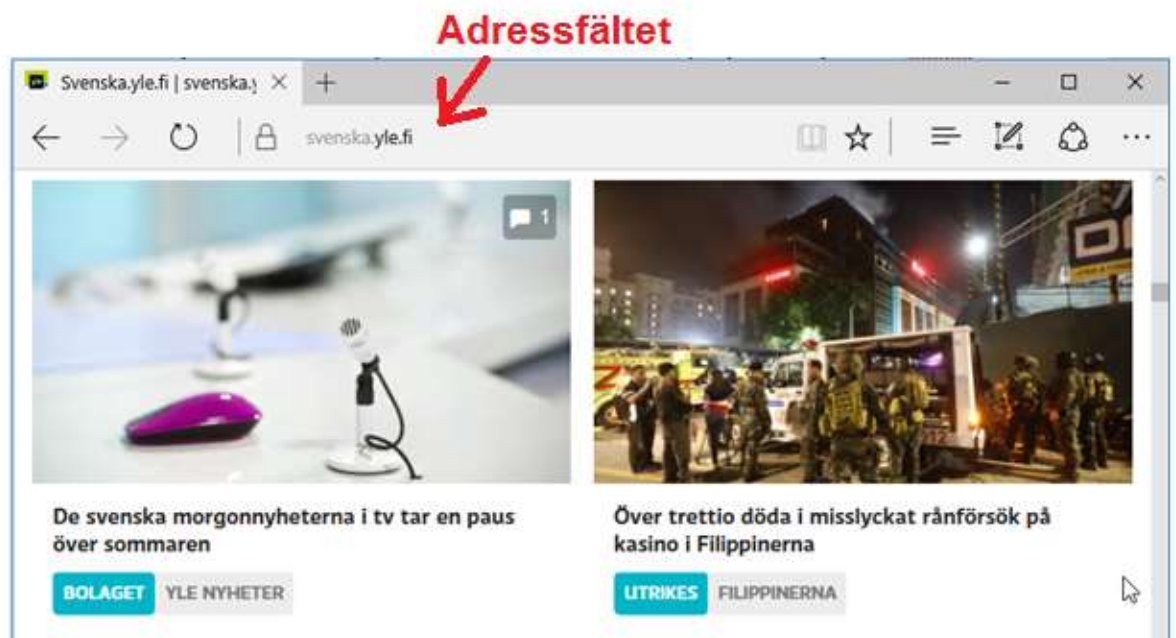 Adressfältet
Svenska.yle.fi | svenska.y
svenska.yle.fi
1
De svenska morgonnyheterna i tv tar en paus
över sommaren
BOLAGET YLE NYHETER
Över trettio döda i misslyckat rånförsök på
kasino i Filippinerna
UTRIKES FILIPPINERNA